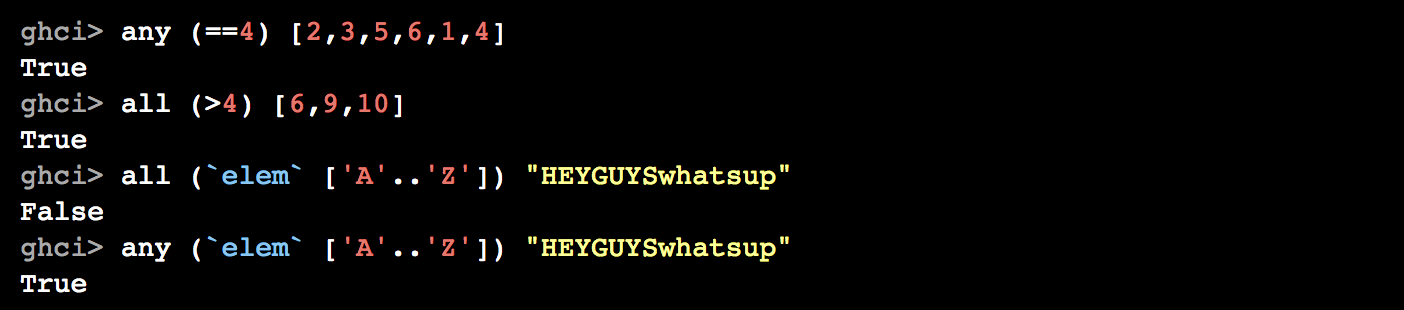 ghci> any (==4) [2,3,5,6,1,4]
True
ghci> all (>4) [6,9,10]
True
ghci> all (`elem` ['A'..'Z']) "HEYGUYSwhatsup"
False
ghci> any (`elem` ['A'..'Z']) "HEYGUYSwhatsup"
True